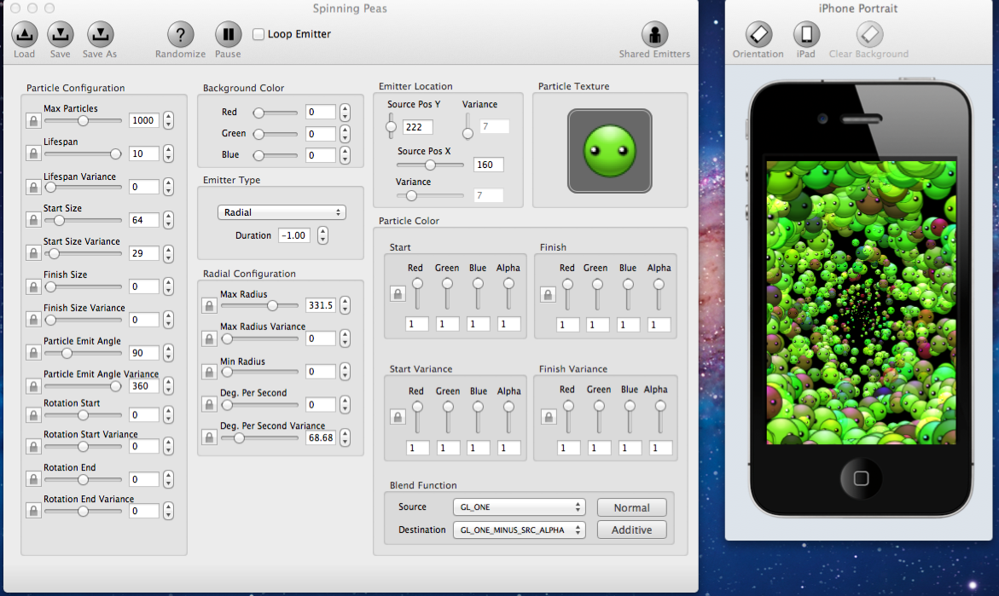 Spinning Peas
Load Save Save As Randomize Pause Loop Emitter Shared Emitters
Particle Configuration
Max Particles
1000
Lifespan
10
Lifespan Variance
0
Start Size
64
Start Size Variance
29
Finish Size
0
Finish Size Variance
0
Particle Emit Angle
90
Particle Emit Angle Variance
360
Rotation Start
0
Rotation Start Variance
0
Rotation End
0
Rotation End Variance
0
Background Color
Red 0
Green 0
Blue 0
Emitter Type
Radial
Duration -1.00
Radial Configuration
Max Radius
331.5
Max Radius Variance
0
Min Radius
0
Deg. Per Second
0
Deg. Per Second Variance
68.68
Emitter Location
Source Pos Y Variance
222 7
Source Pos X
160
Variance
7
Particle Texture
Particle Color
Start
Red Green Blue Alpha
1 1 1 1
Finish
Red Green Blue Alpha
1 1 1 1
Start Variance
Red Green Blue Alpha
1 1 1 1
Finish Variance
Red Green Blue Alpha
1 1 1 1
Blend Function
Source GL_ONE Normal
Destination GL_ONE_MINUS_SRC_ALPHA Additive
iPhone Portrait
Orientation iPad Clear Background